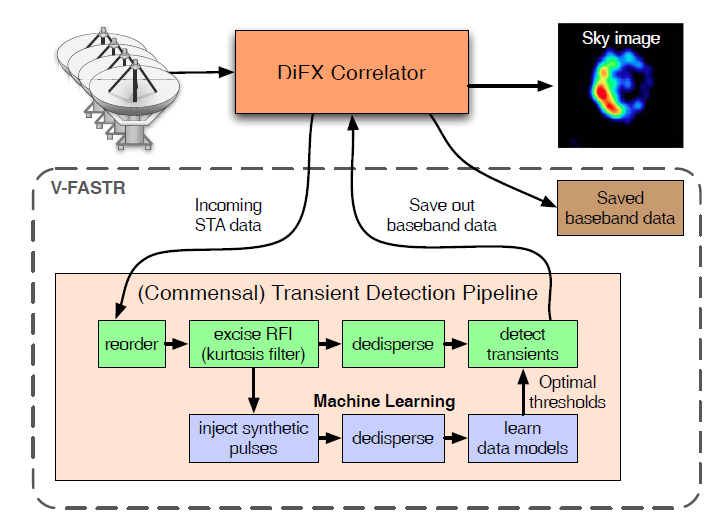 Sky image
DiFX Correlator
V-FASTR
Incoming
STA data
Save out
baseband data
Saved
baseband data
(Commensal) Transient Detection Pipeline
reorder
excise RFI
(kurtosis filter)
dedisperse
detect
transients
Machine Learning
Optimal
thresholds
inject synthetic
pulses
dedisperse
learn
data models